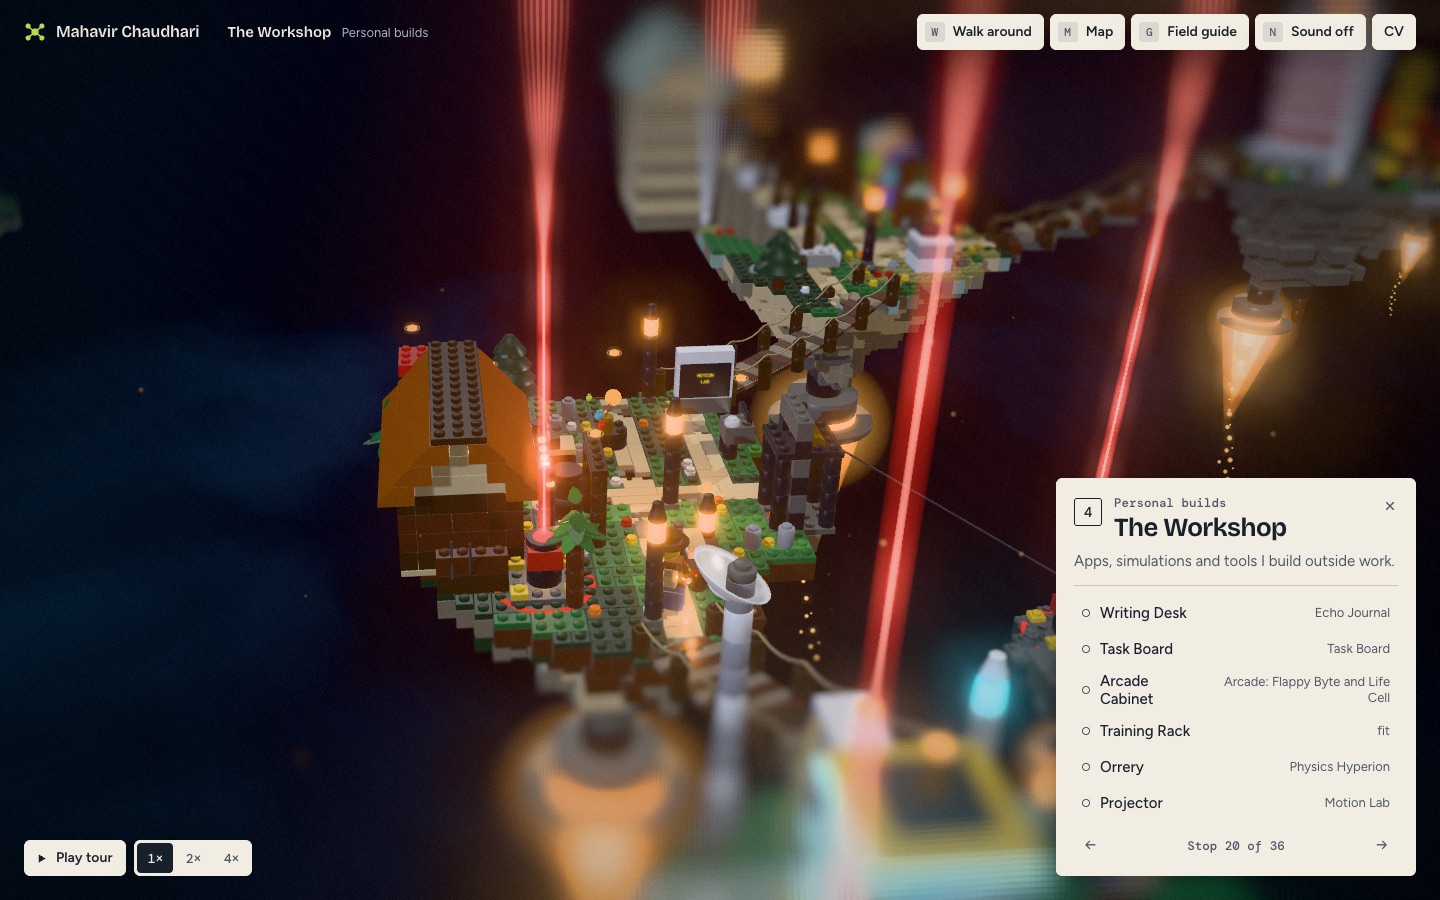 Mahavir Chaudhari
The Workshop Personal builds
W Walk around
M Map
G Field guide
N Sound off
CV
MOTION
LAB
4
Personal builds
The Workshop
Apps, simulations and tools I build outside work.
Writing Desk Echo Journal
Task Board Task Board
Arcade Cabinet Arcade: Flappy Byte and Life Cell
Training Rack fit
Orrery Physics Hyperion
Projector Motion Lab
Stop 20 of 36
Play tour
1× 2× 4×